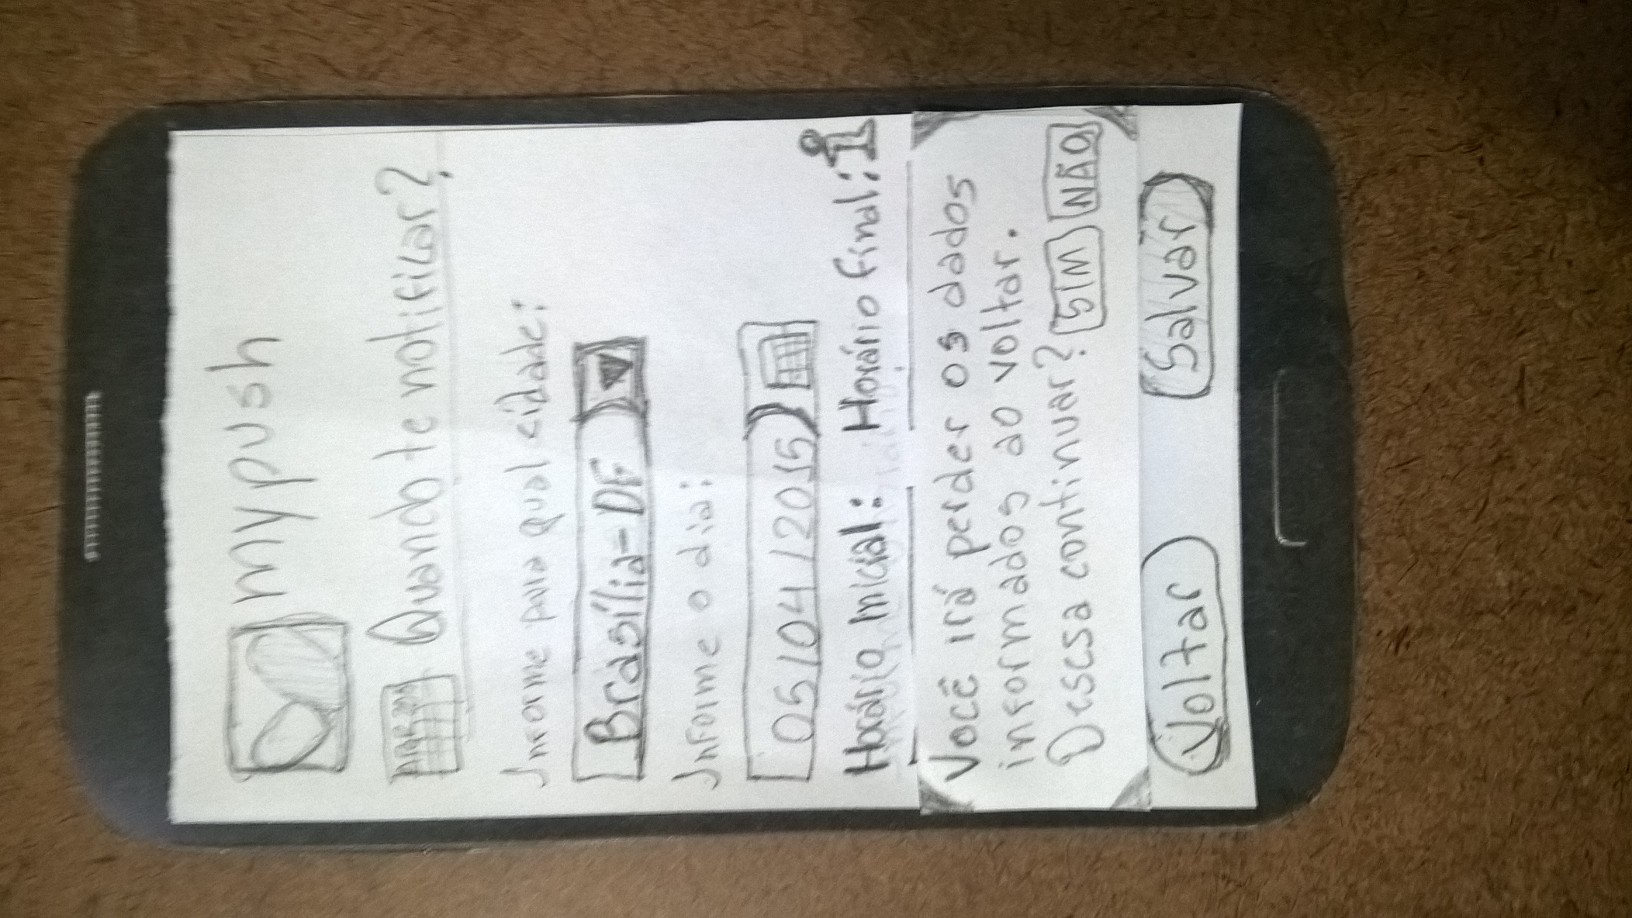 mypush
Quando te notificar?
Informe para qual cidade:
Brasília-DF
Informe o dia:
05/04/2015
Horário Inicial: Horário final:
Você irá perder os dados
informados ao voltar.
Deseja continuar? SIM NÃO
Voltar Salvar